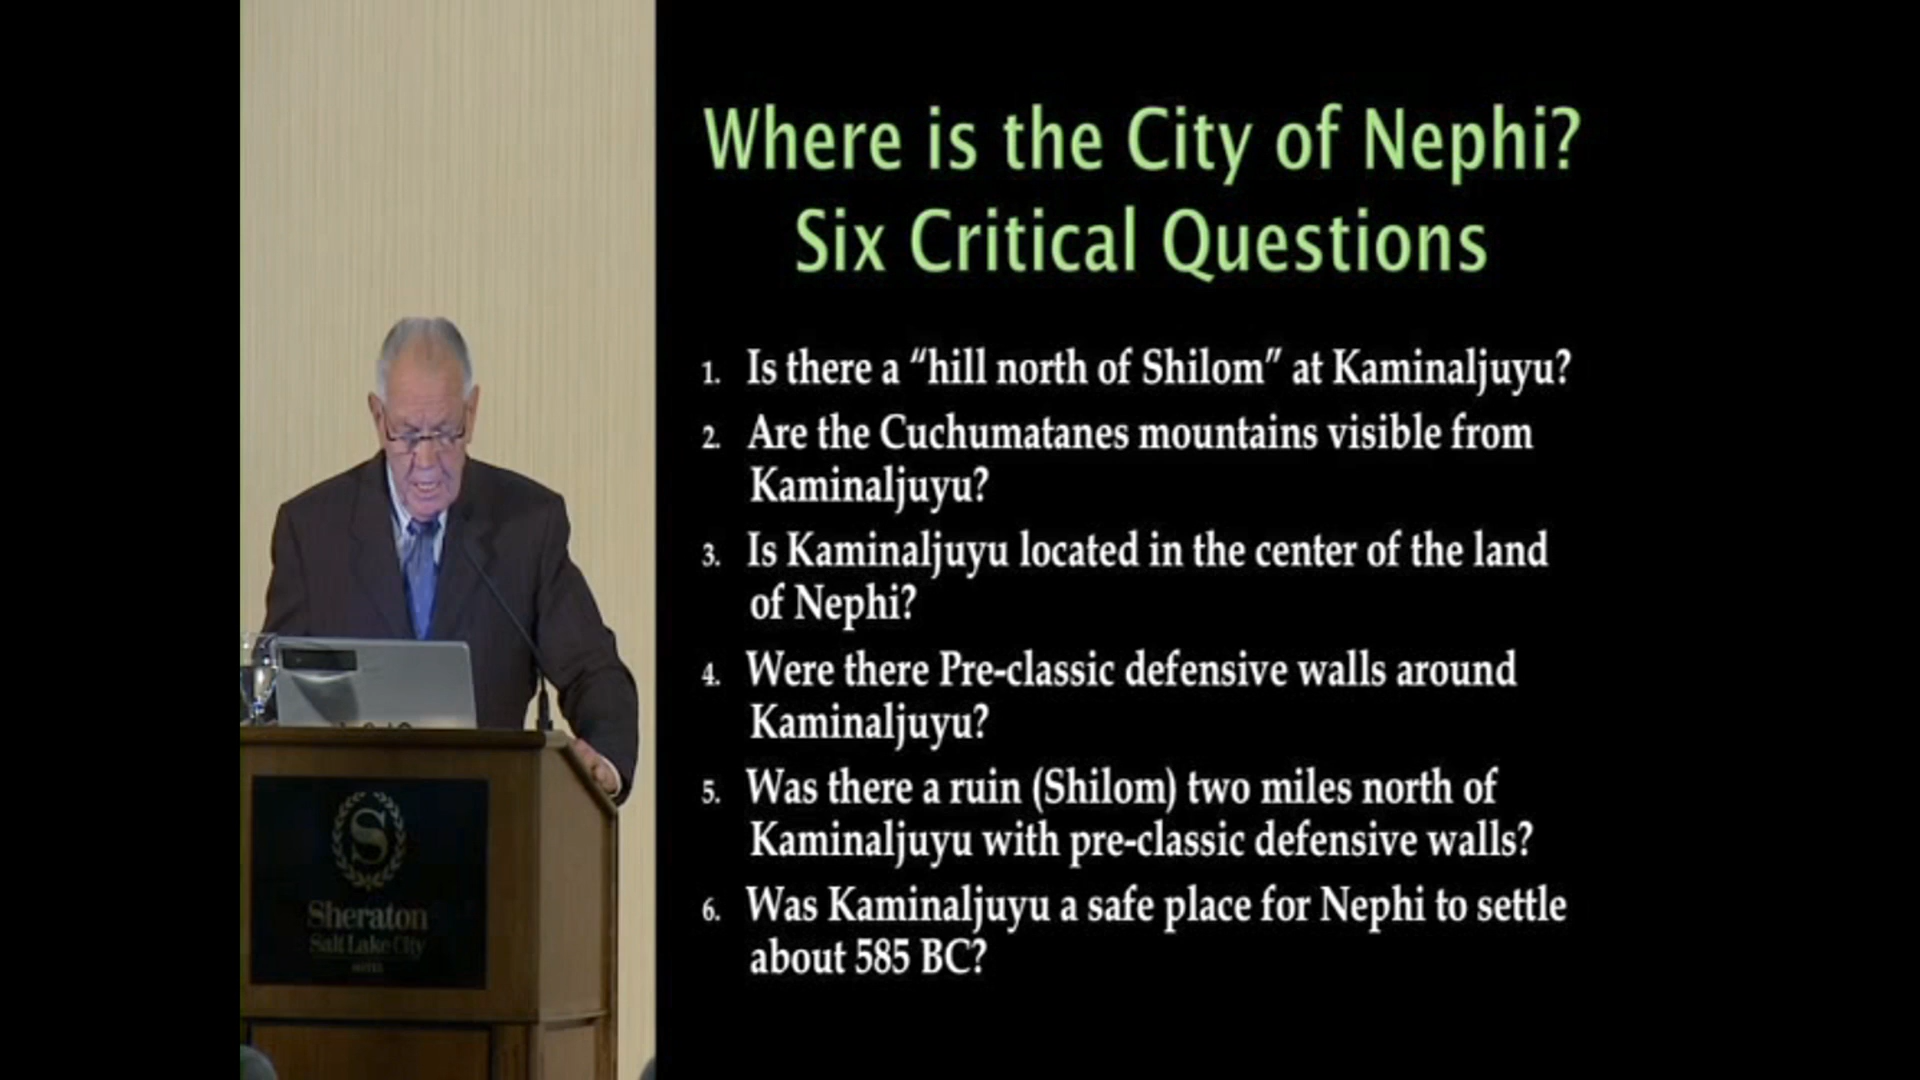 Where is the City of Nephi?
Six Critical Questions
1. Is there a “hill north of Shilom” at Kaminaljuyu?
2. Are the Cuchumatanes mountains visible from
Kaminaljuyu?
3. Is Kaminaljuyu located in the center of the land
of Nephi?
4. Were there Pre-classic defensive walls around
Kaminaljuyu?
5. Was there a ruin (Shilom) two miles north of
Kaminaljuyu with pre-classic defensive walls?
6. Was Kaminaljuyu a safe place for Nephi to settle
about 585 BC?
S
Sheraton
Salt Lake City
HOTEL